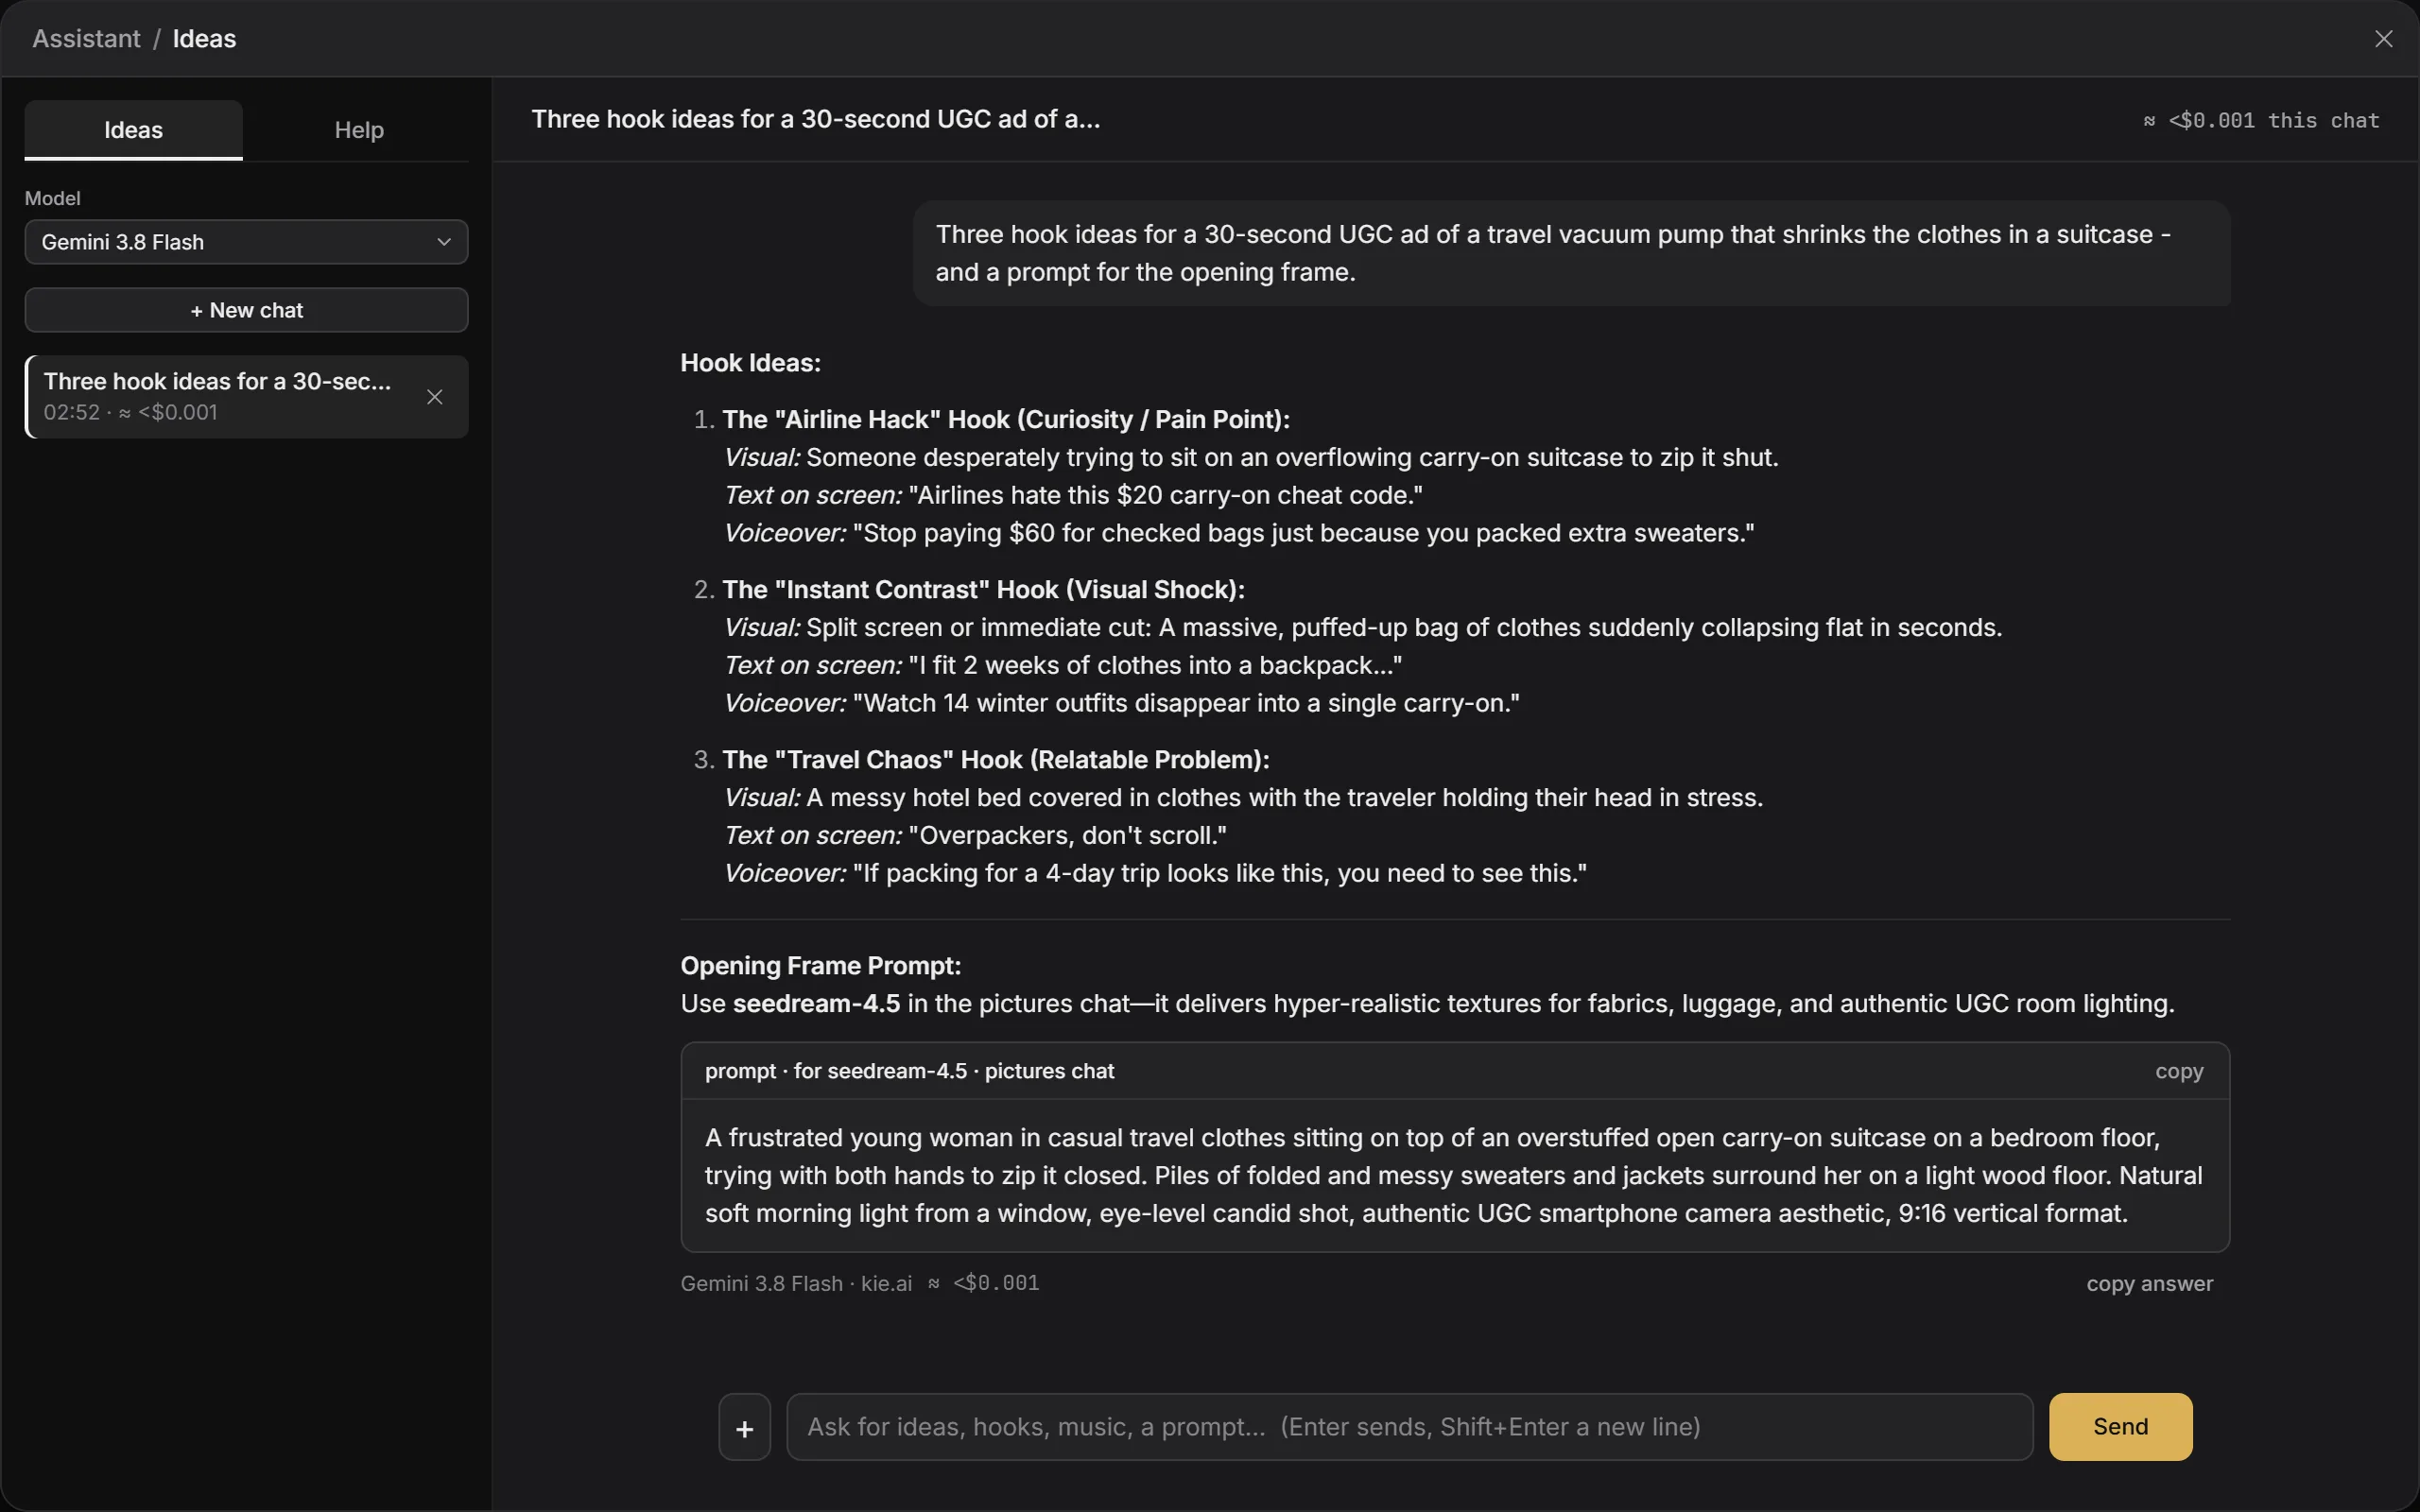 Assistant / Ideas
Ideas
Help
Model
Gemini 3.8 Flash
+ New chat
Three hook ideas for a 30-sec...
02:52 · ≈ <$0.001
Three hook ideas for a 30-second UGC ad of a...
≈ <$0.001 this chat
Three hook ideas for a 30-second UGC ad of a travel vacuum pump that shrinks the clothes in a suitcase -
and a prompt for the opening frame.
Hook Ideas:
1. The "Airline Hack" Hook (Curiosity / Pain Point):
Visual: Someone desperately trying to sit on an overflowing carry-on suitcase to zip it shut.
Text on screen: "Airlines hate this $20 carry-on cheat code."
Voiceover: "Stop paying $60 for checked bags just because you packed extra sweaters."
2. The "Instant Contrast" Hook (Visual Shock):
Visual: Split screen or immediate cut: A massive, puffed-up bag of clothes suddenly collapsing flat in seconds.
Text on screen: "I fit 2 weeks of clothes into a backpack..."
Voiceover: "Watch 14 winter outfits disappear into a single carry-on."
3. The "Travel Chaos" Hook (Relatable Problem):
Visual: A messy hotel bed covered in clothes with the traveler holding their head in stress.
Text on screen: "Overpackers, don't scroll."
Voiceover: "If packing for a 4-day trip looks like this, you need to see this."
Opening Frame Prompt:
Use seedream-4.5 in the pictures chat—it delivers hyper-realistic textures for fabrics, luggage, and authentic UGC room lighting.
prompt · for seedream-4.5 · pictures chat
copy
A frustrated young woman in casual travel clothes sitting on top of an overstuffed open carry-on suitcase on a bedroom floor,
trying with both hands to zip it closed. Piles of folded and messy sweaters and jackets surround her on a light wood floor. Natural
soft morning light from a window, eye-level candid shot, authentic UGC smartphone camera aesthetic, 9:16 vertical format.
Gemini 3.8 Flash · kie.ai ≈ <$0.001
copy answer
+
Ask for ideas, hooks, music, a prompt... (Enter sends, Shift+Enter a new line)
Send